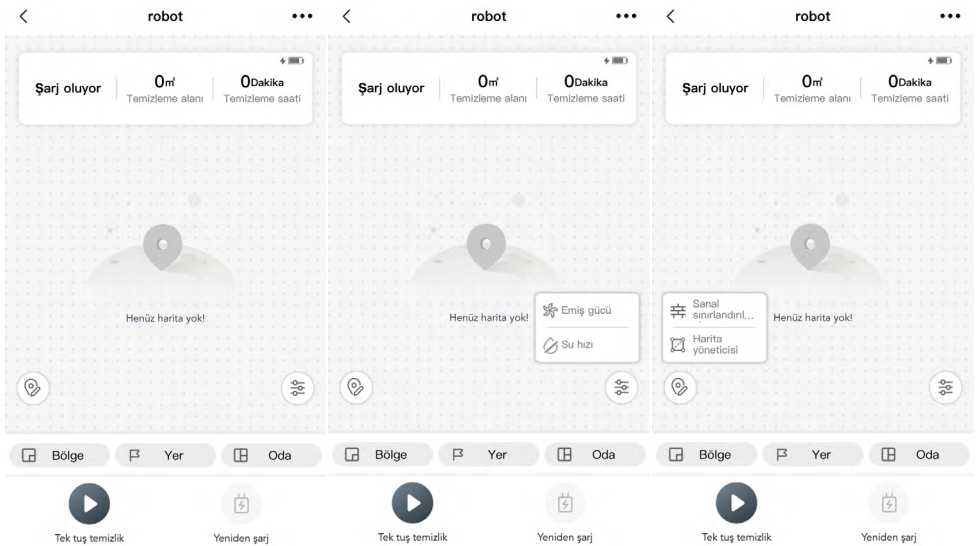 robot
Şarj oluyor
0㎡
Temizleme alanı
0Dakika
Temizleme saati
Henüz harita yok!
Bölge
Yer
Oda
Tek tuş temizlik
Yeniden şarj
robot
Şarj oluyor
0㎡
Temizleme alanı
0Dakika
Temizleme saati
Henüz harita yok!
Emiş gücü
Su hızı
Bölge
Yer
Oda
Tek tuş temizlik
Yeniden şarj
robot
Şarj oluyor
0㎡
Temizleme alanı
0Dakika
Temizleme saati
Sanal
sınırlandırıl...
Harita
yöneticisi
Henüz harita yok!
Bölge
Yer
Oda
Tek tuş temizlik
Yeniden şarj